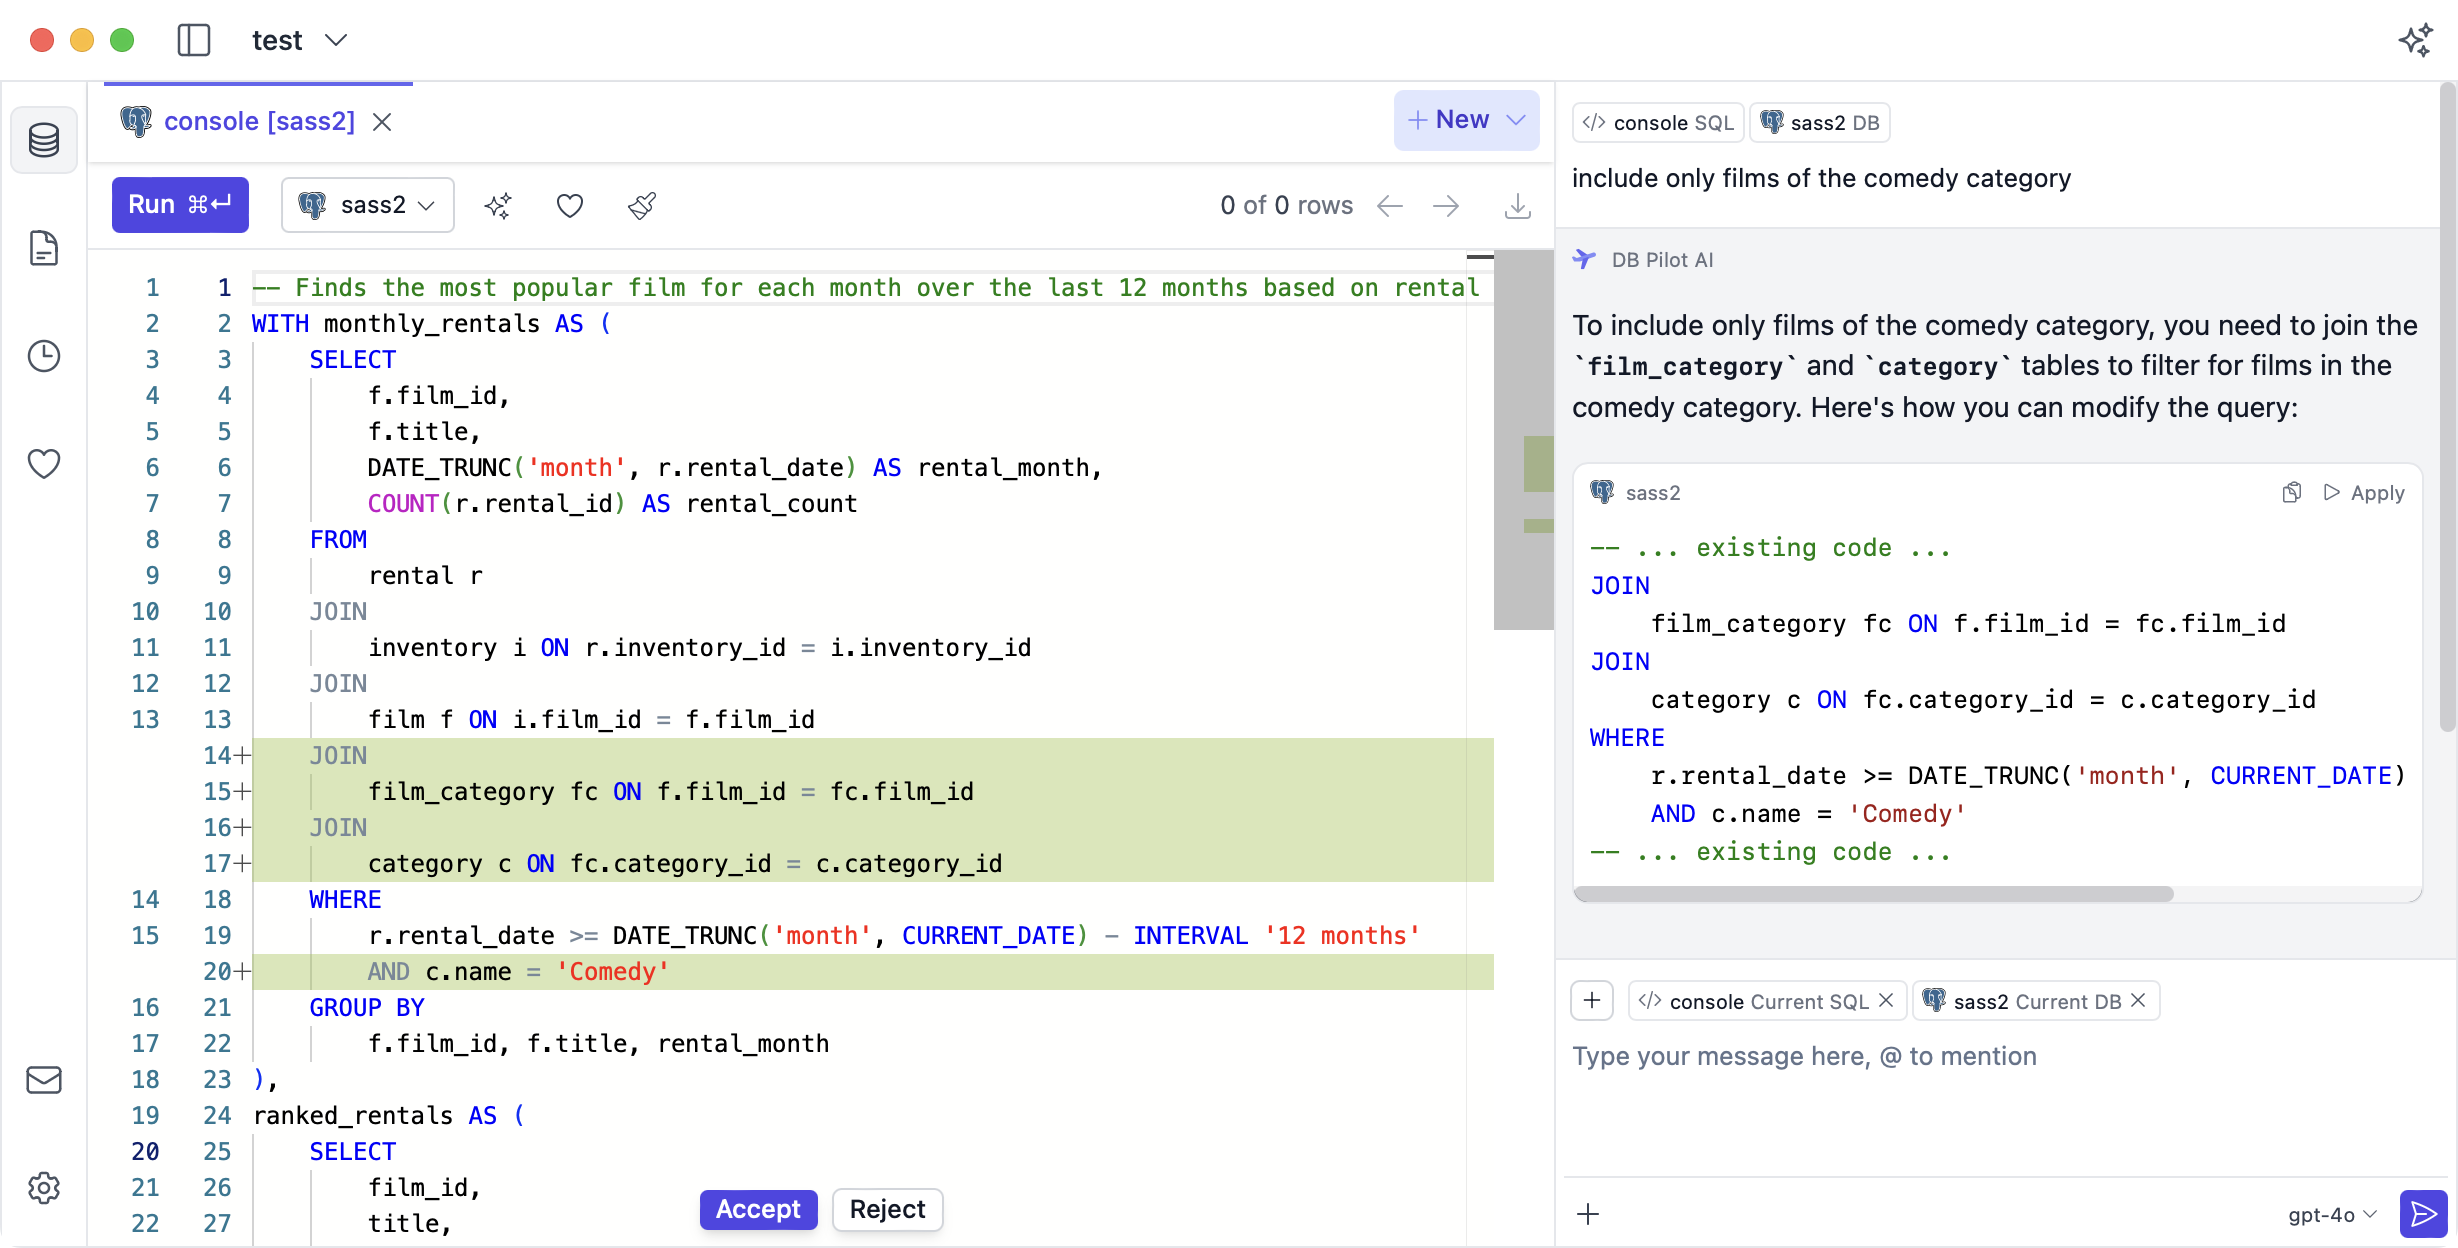 test
console [sass2]
+ New
Run ⌘↵
sass2
0 of 0 rows
1 1 -- Finds the most popular film for each month over the last 12 months based on rental
2 2 WITH monthly_rentals AS (
3 3 SELECT
4 4 f.film_id,
5 5 f.title,
6 6 DATE_TRUNC('month', r.rental_date) AS rental_month,
7 7 COUNT(r.rental_id) AS rental_count
8 8 FROM
9 9 rental r
10 10 JOIN
11 11 inventory i ON r.inventory_id = i.inventory_id
12 12 JOIN
13 13 film f ON i.film_id = f.film_id
14+ JOIN
15+ film_category fc ON f.film_id = fc.film_id
16+ JOIN
17+ category c ON fc.category_id = c.category_id
14 18 WHERE
15 19 r.rental_date >= DATE_TRUNC('month', CURRENT_DATE) - INTERVAL '12 months'
20+ AND c.name = 'Comedy'
16 21 GROUP BY
17 22 f.film_id, f.title, rental_month
18 23 ),
19 24 ranked_rentals AS (
20 25 SELECT
21 26 film_id,
22 27 title,
Accept Reject
</> console SQL sass2 DB
include only films of the comedy category
DB Pilot AI
To include only films of the comedy category, you need to join the
`film_category` and `category` tables to filter for films in the
comedy category. Here's how you can modify the query:
sass2 Apply
-- ... existing code ...
JOIN
film_category fc ON f.film_id = fc.film_id
JOIN
category c ON fc.category_id = c.category_id
WHERE
r.rental_date >= DATE_TRUNC('month', CURRENT_DATE)
AND c.name = 'Comedy'
-- ... existing code ...
+ </> console Current SQL × sass2 Current DB ×
Type your message here, @ to mention
+ gpt-4o